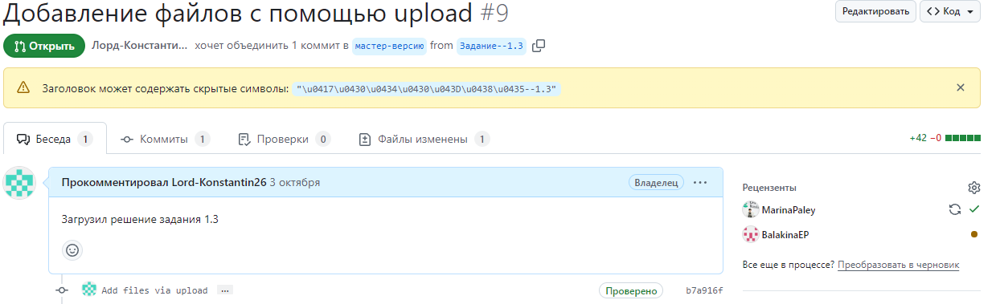 Добавление файлов с помощью upload #9
Редактировать
Код
Открыть Лорд-Константи... хочет объединить 1 коммит в мастер-версию from Задание--1.3
Заголовок может содержать скрытые символы: "\u0417\u0430\u0434\u0430\u043D\u0438\u0435--1.3"
Беседа 1
Коммиты 1
Проверки 0
Файлы изменены 1
+42 −0
Прокомментировал Lord-Konstantin26 3 октября
Владелец
Загрузил решение задания 1.3
Add files via upload ...
Проверено
b7a916f
Рецензенты
MarinaPaley
BalakinaEP
Все еще в процессе? Преобразовать в черновик